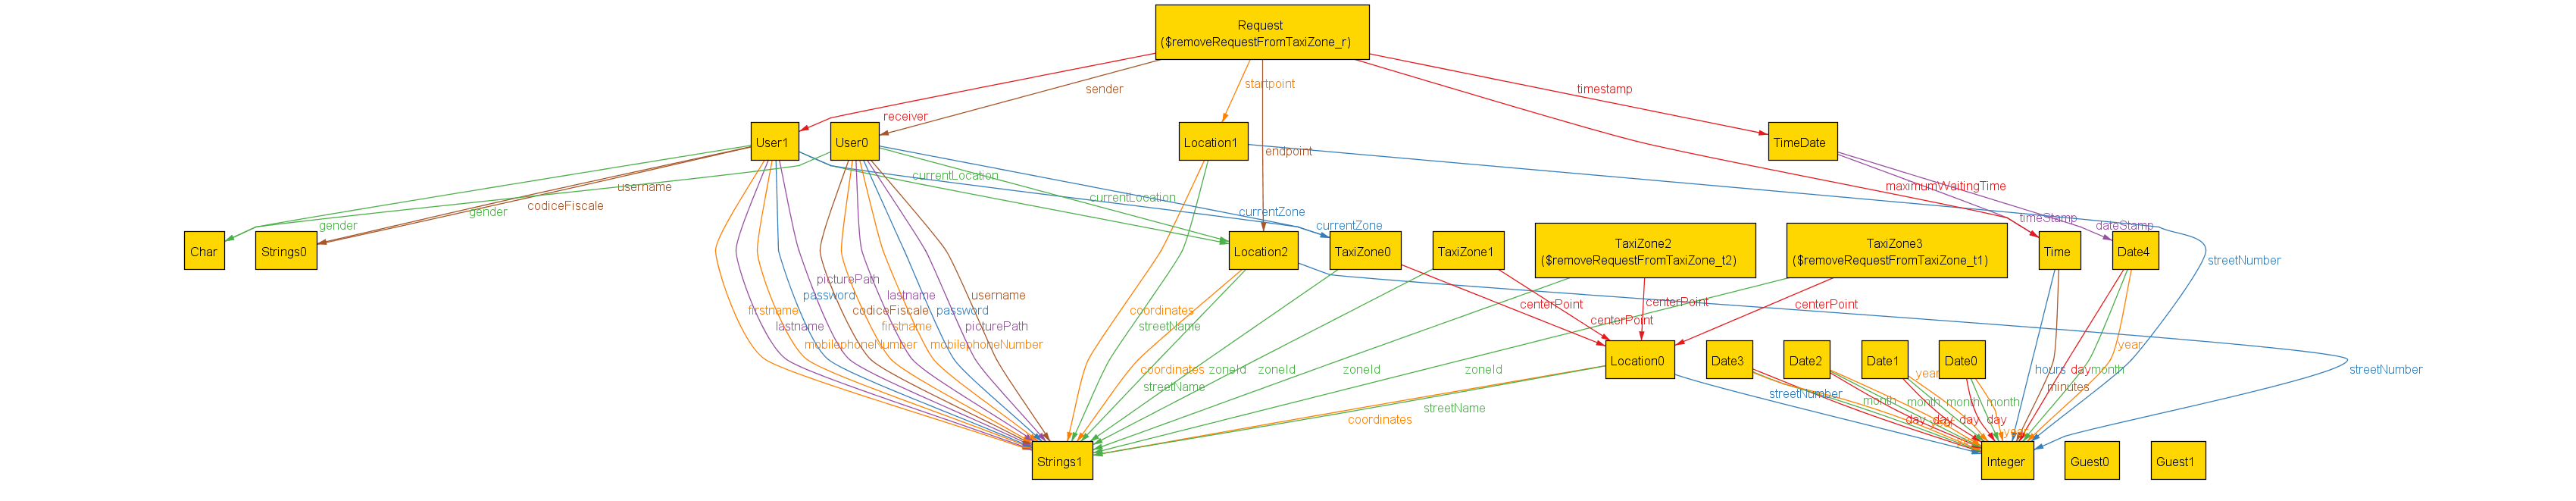 Request
($removeRequestFromTaxiZone_r)
startpoint
sender
timestamp
receiver
User1
User0
Location1
TimeDate
endpoint
currentLocation
username
maximumWaitingTime
currentLocation
codiceFiscale
gender
currentZone
timeStamp
gender
currentZone
dateStamp
Char
Strings0
Location2
TaxiZone0
TaxiZone1
TaxiZone2
($removeRequestFromTaxiZone_t2)
TaxiZone3
($removeRequestFromTaxiZone_t1)
Time
Date4
streetNumber
picturePath
password
lastname
username
centerPoint
centerPoint
centerPoint
firstname
codiceFiscale
password
coordinates
centerPoint
lastname
firstname
picturePath
streetName
mobilephoneNumber
mobilephoneNumber
year
Location0
Date3
Date2
Date1
Date0
coordinates
zoneId
zoneId
zoneId
zoneId
year
hours
day
month
streetNumber
streetName
minutes
streetNumber
month
month
month
month
streetName
coordinates
day
day
day
day
year
year
Strings1
Integer
Guest0
Guest1